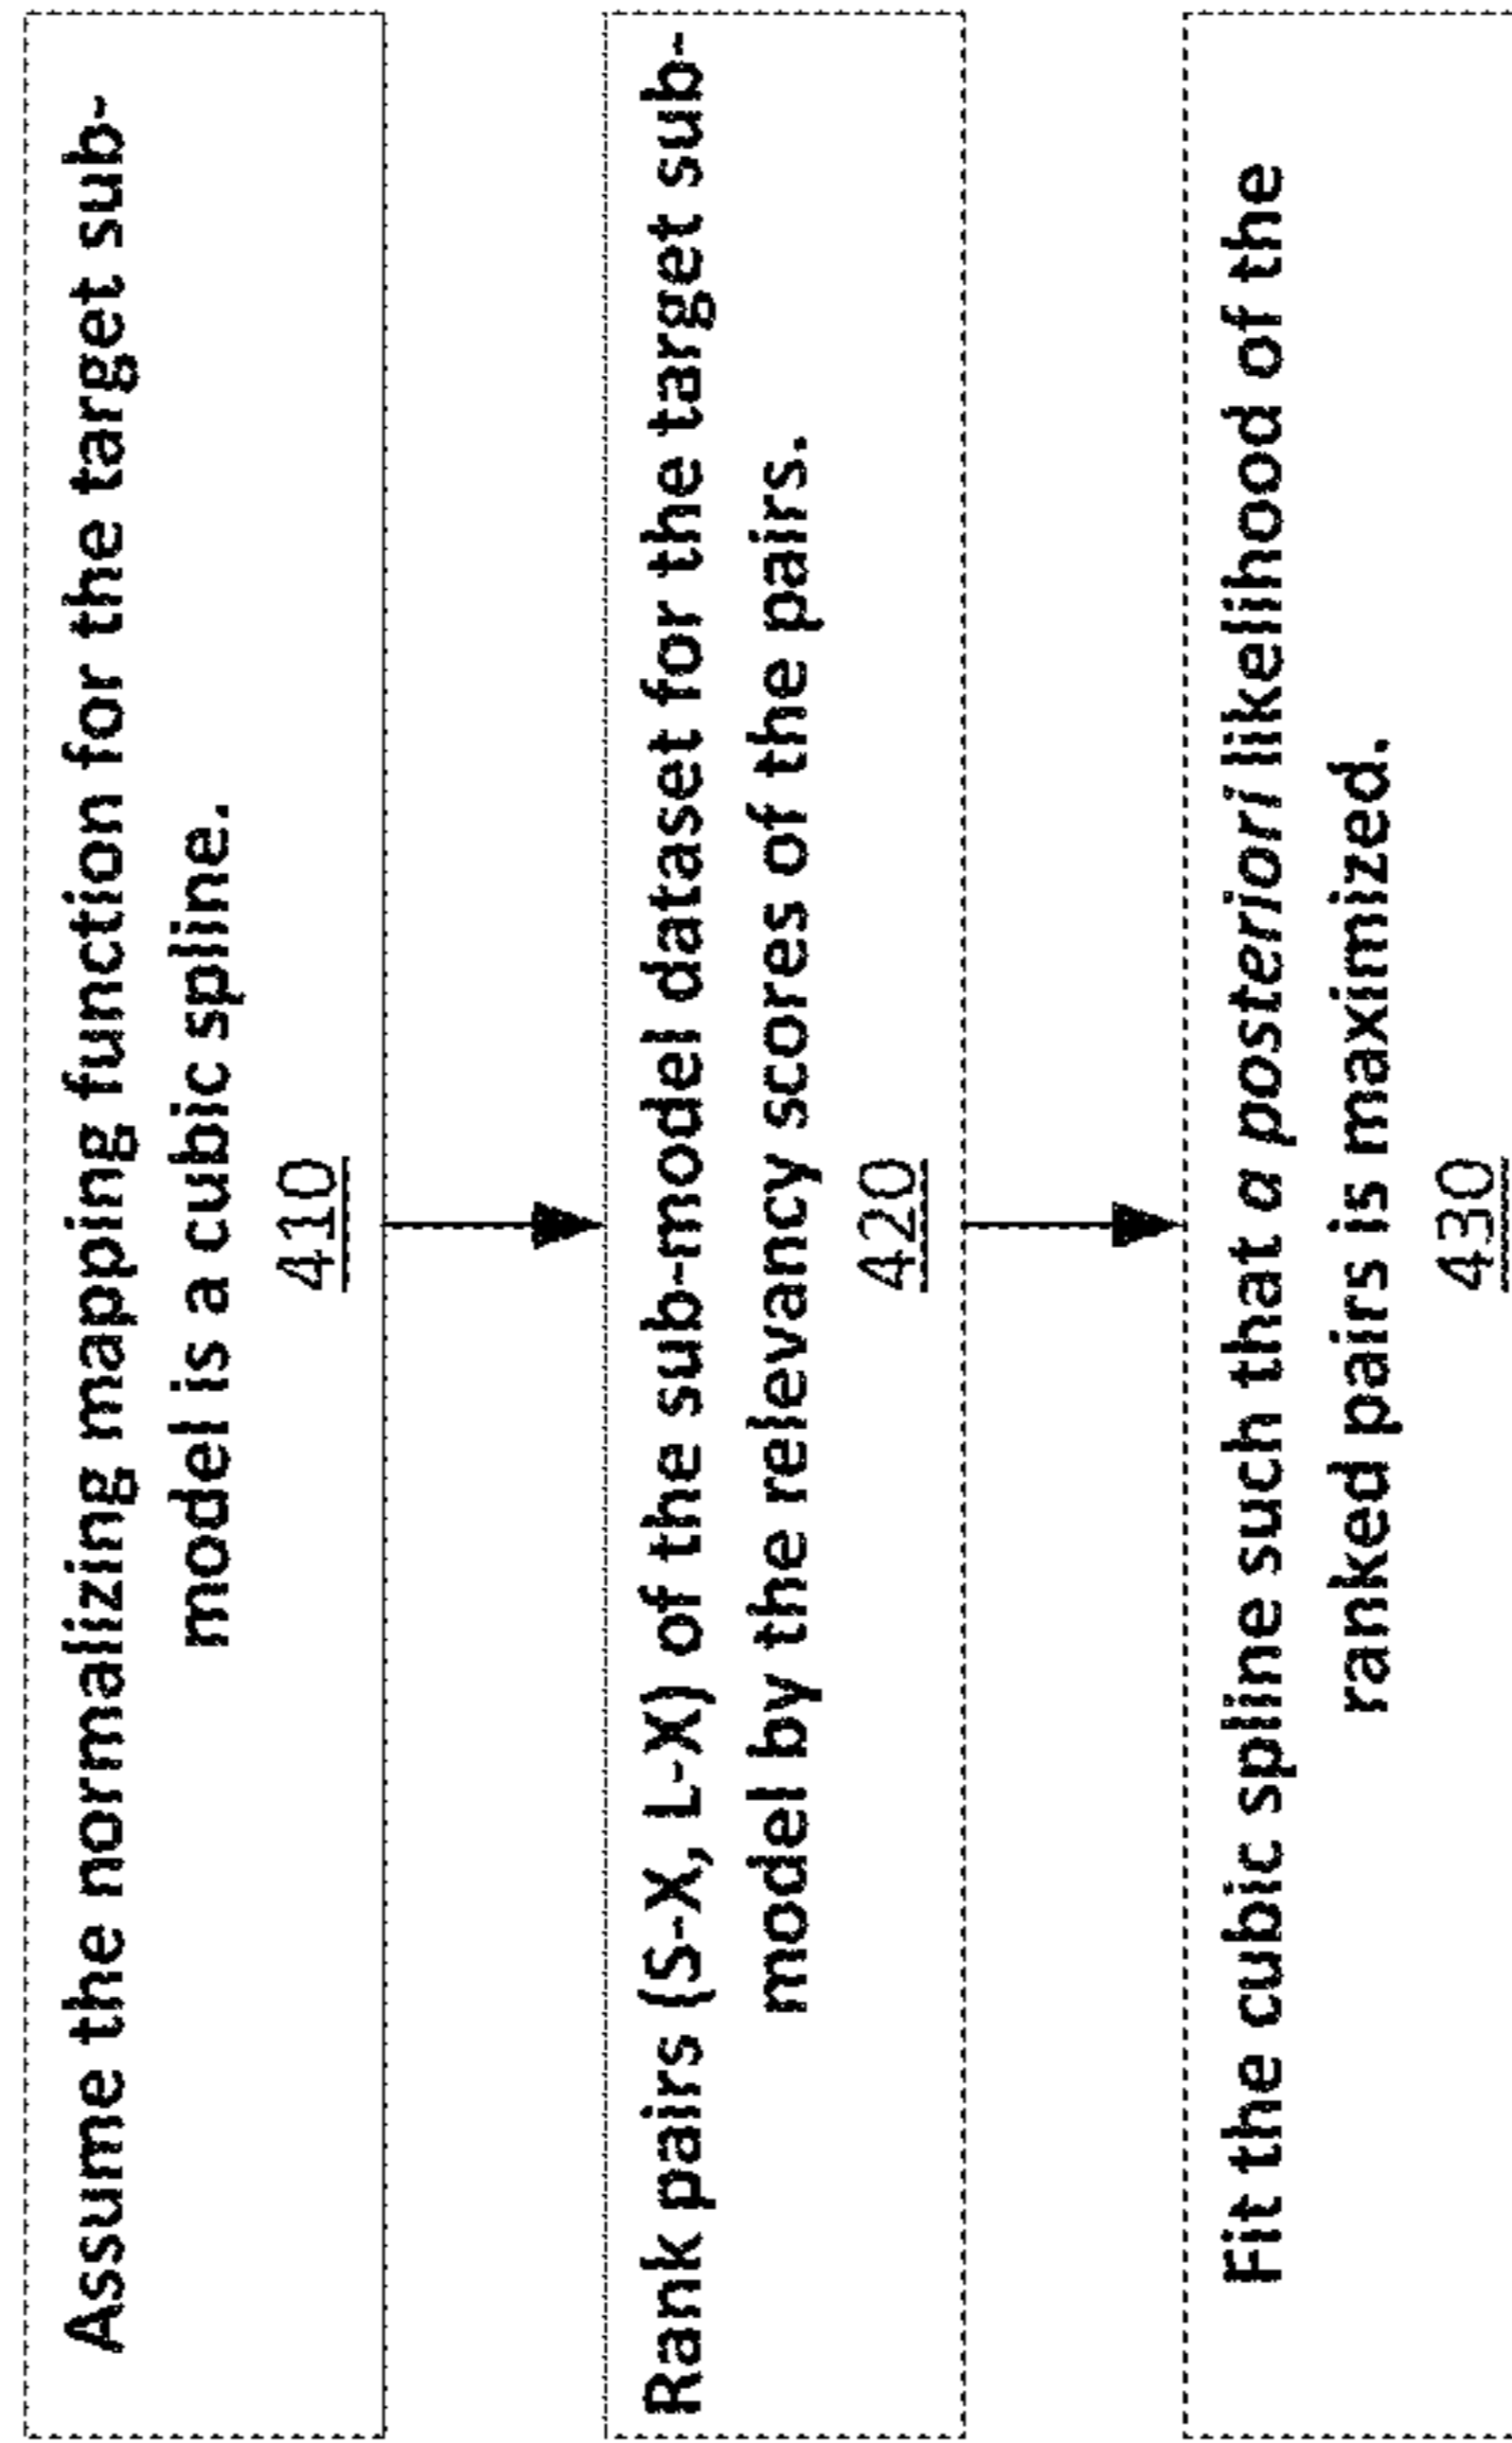 Assume the normalizing mapping function for the target sub-
model is a cubic spline.
410
Rank pairs (S-X, L-X) of the sub-model dataset for the target sub-
model by the relevancy scores of the pairs.
420
Fit the cubic spline such that a posteriori likelihood of the
ranked pairs is maximized.
430